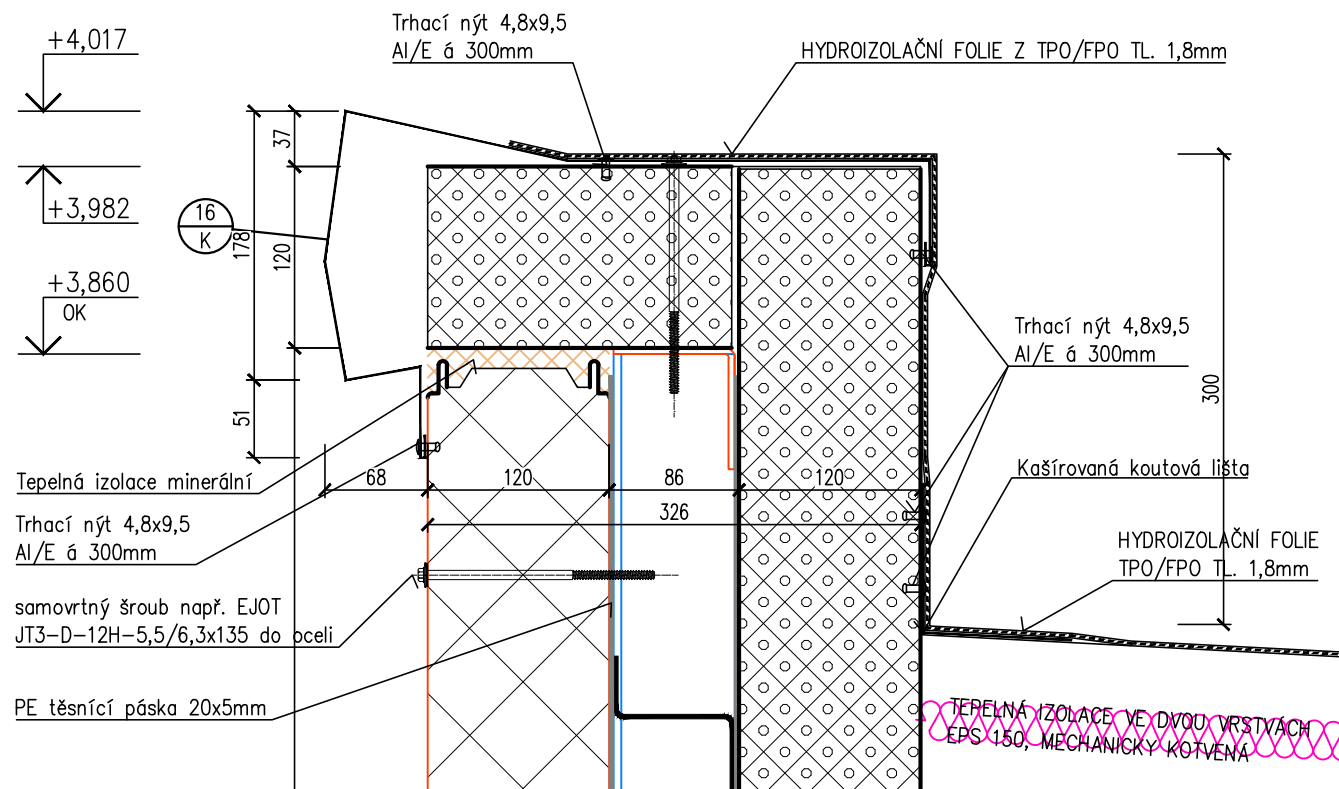 +4,017
Trhací nýt 4,8x9,5
Al/E á 300mm
HYDROIZOLAČNÍ FOLIE Z TPO/FPO TL. 1,8mm
37
+3,982
16
K
178
120
+3,860
OK
Trhací nýt 4,8x9,5
Al/E á 300mm
300
51
Tepelná izolace minerální
68
120
86
120
Kašírovaná koutová lišta
326
Trhací nýt 4,8x9,5
Al/E á 300mm
HYDROIZOLAČNÍ FOLIE
TPO/FPO TL. 1,8mm
samovrtný šroub např. EJOT
JT3-D-12H-5,5/6,3x135 do oceli
PE těsnící páska 20x5mm
TEPELNÁ IZOLACE VE DVOU VRSTVÁCH
EPS 150, MECHANICKY KOTVENÁ